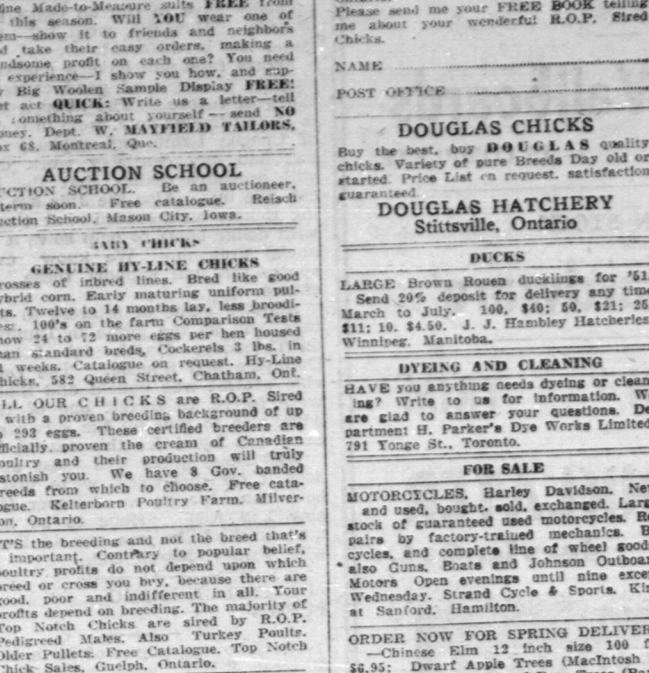 ine Made-to-Measure suits FREE from
this season. Will YOU wear one of
em—show it to friends and neighbors
d take their easy orders, making a
ndsome profit on each one? You need
experience—I show you how, and sup-
y Big Woolen Sample Display FREE!
et act QUICK: Write us a letter—tell
something about yourself—send NO
oney. Dept. W. MAYFIELD TAILORS,
ox 68, Montreal, Que.
AUCTION SCHOOL
UCTION SCHOOL. Be an auctioneer.
term soon. Free catalogue. Reisch
uction School, Mason City, Iowa.
BABY CHICKS
GENUINE HY-LINE CHICKS
rosses of inbred lines. Bred like good
ybrid corn. Early maturing uniform pul-
ts. Twelve to 14 months lay, less broodi-
ess. 100's on the farm Comparison Tests
how 24 to 72 more eggs per hen housed
han standard breds, Cockerels 3 lbs. in
weeks. Catalogue on request. Hy-Line
hicks, 582 Queen Street, Chatham, Ont.
LL OUR CHICKS are R.O.P. Sired
with a proven breeding background of up
o 293 eggs. These certified breeders are
fficially proven the cream of Canadian
oultry and their production will truly
stonish you. We have 8 Gov. banded
reeds from which to choose. Free cata-
ogue. Kelterborn Poultry Farm, Milver-
on, Ontario.
T'S the breeding and not the breed that's
important. Contrary to popular belief,
oultry profits do not depend upon which
reed or cross you bry, because there are
good, poor and indifferent in all. Your
rofits depend on breeding. The majority of
Top Notch Chicks are sired by R.O.P.
Pedigreed Males. Also Turkey Poults.
Older Pullets. Free Catalogue. Top Notch
Chick Sales, Guelph, Ontario.
Please send me your FREE BOOK telling
me about your wonderful R.O.P. Sired
Chicks.
NAME
POST OFFICE
DOUGLAS CHICKS
Buy the best, buy DOUGLAS quality
chicks. Variety of pure Breeds Day old or
started. Price List on request. satisfaction
guaranteed.
DOUGLAS HATCHERY
Stittsville, Ontario
DUCKS
LARGE Brown Rouen ducklings for '51.
Send 20% deposit for delivery any time
March to July. 100, $40; 50, $21; 25
$11; 10, $4.50. J. J. Hambley Hatcheries
Winnipeg, Manitoba.
DYEING AND CLEANING
HAVE you anything needs dyeing or clean
ing? Write to us for information. W
are glad to answer your questions. De
partment H. Parker's Dye Works Limited
791 Yonge St., Toronto.
FOR SALE
MOTORCYCLES, Harley Davidson. Ne
and used, bought, sold, exchanged. Larg
stock of guaranteed used motorcycles. Re
pairs by factory-trained mechanics. B
cycles, and complete line of wheel good
also Guns, Boats and Johnson Outboar
Motors Open evenings until nine excep
Wednesday. Strand Cycle & Sports, Kin
at Sanford, Hamilton.
ORDER NOW FOR SPRING DELIVER
—Chinese Elm 12 inch size 100 f
$6.95; Dwarf Apple Trees (MacIntosh